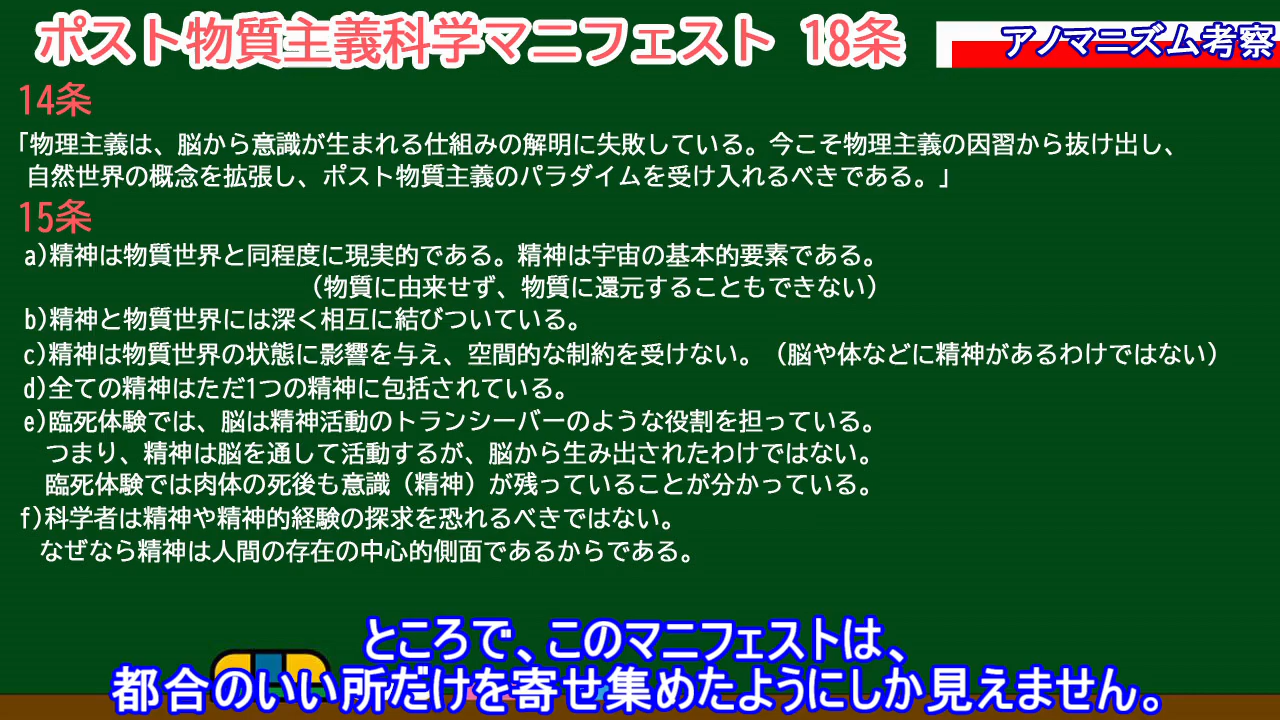 ポスト物質主義科学マニフェスト 18条
アノマニズム考察
14条
「物理主義は、脳から意識が生まれる仕組みの解明に失敗している。今こそ物理主義の因習から抜け出し、
自然世界の概念を拡張し、ポスト物質主義のパラダイムを受け入れるべきである。」
15条
a)精神は物質世界と同程度に現実的である。精神は宇宙の基本的要素である。
（物質に由来せず、物質に還元することもできない）
b)精神と物質世界には深く相互に結びついている。
c)精神は物質世界の状態に影響を与え、空間的な制約を受けない。（脳や体などに精神があるわけではない）
d)全ての精神はただ1つの精神に包括されている。
e)臨死体験では、脳は精神活動のトランシーバーのような役割を担っている。
つまり、精神は脳を通して活動するが、脳から生み出されたわけではない。
臨死体験では肉体の死後も意識（精神）が残っていることが分かっている。
f)科学者は精神や精神的経験の探求を恐れるべきではない。
なぜなら精神は人間の存在の中心的側面であるからである。
ところで、このマニフェストは、
都合のいい所だけを寄せ集めたようにしか見えません。